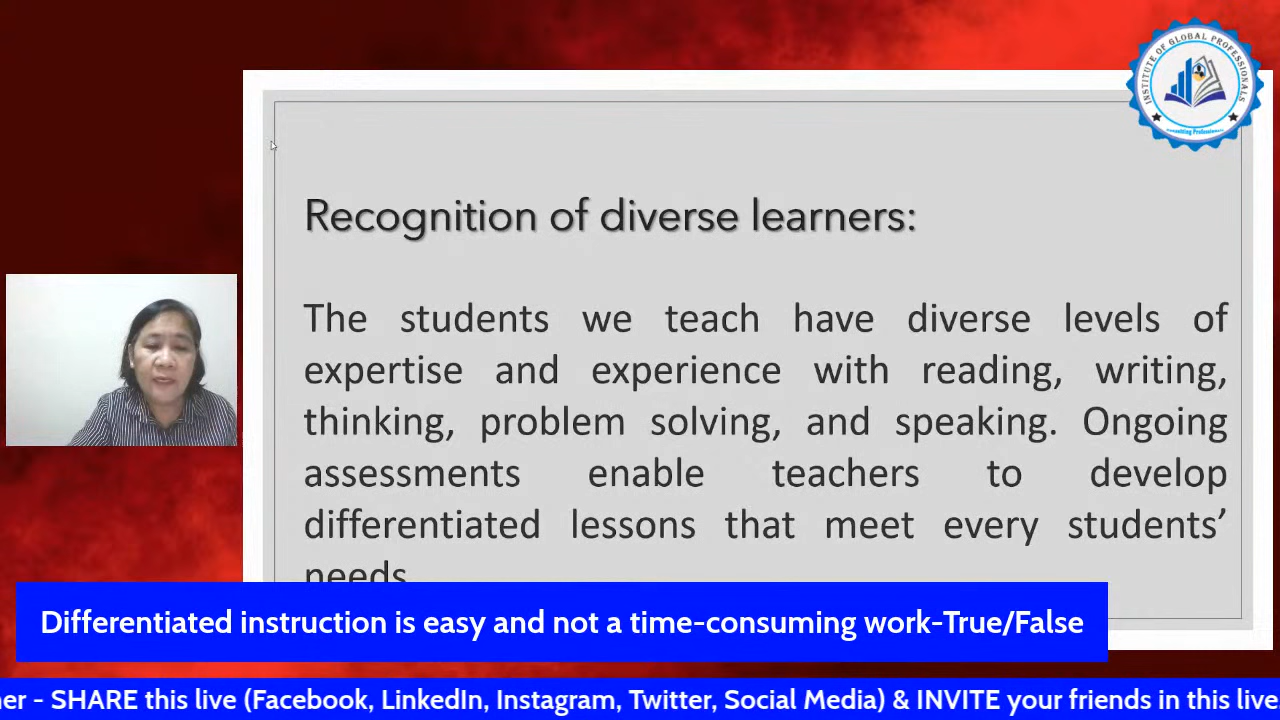 INSTITUTE OF GLOBAL PROFESSIONALS
Consulting Professionals
Recognition of diverse learners:
The students we teach have diverse levels of
expertise and experience with reading, writing,
thinking, problem solving, and speaking. Ongoing
assessments enable teachers to develop
differentiated lessons that meet every students’
needs
Differentiated instruction is easy and not a time-consuming work-True/False
- SHARE this live (Facebook, LinkedIn, Instagram, Twitter, Social Media) & INVITE your friends in this live